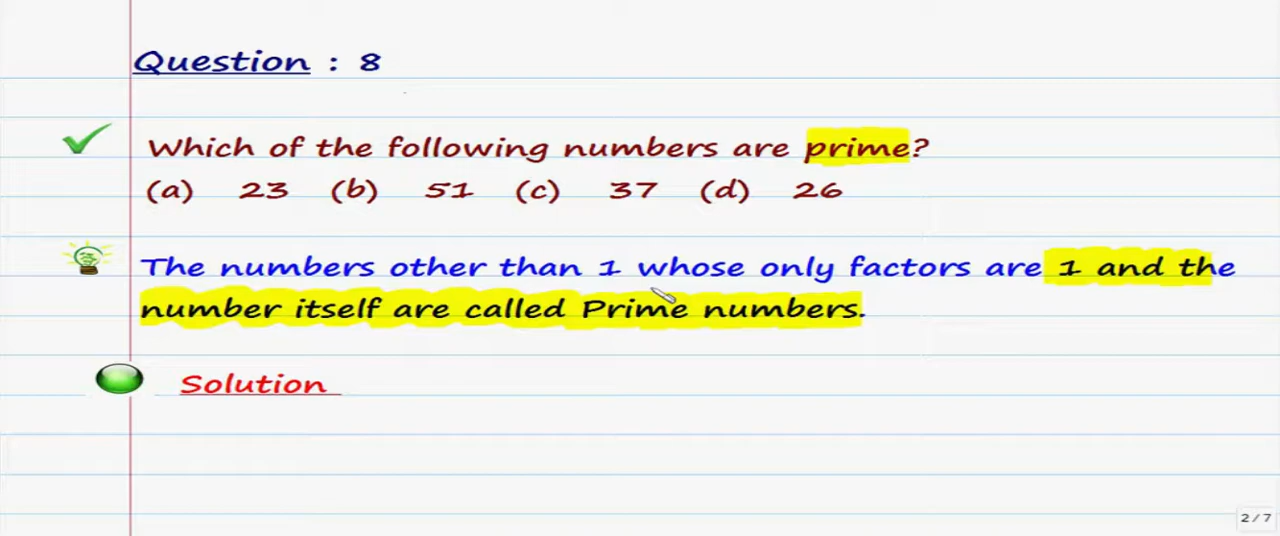 Question : 8
Which of the following numbers are prime?
(a) 23 (b) 51 (c) 37 (d) 26
The numbers other than 1 whose only factors are 1 and the
number itself are called Prime numbers.
Solution
2/7